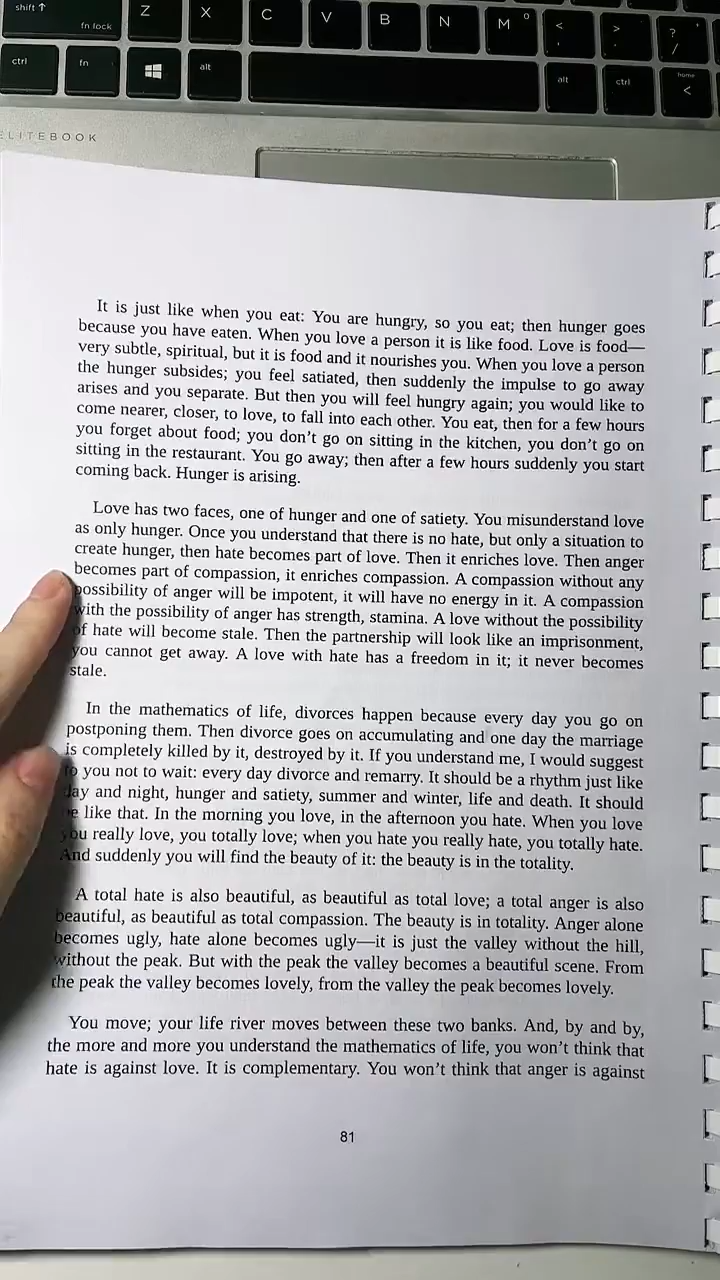 shift ↑
fn lock
Z
X
C
V
B
N
M
<
,
>
.
?
/
ctrl
fn
alt
alt
ctrl
home
<
ELITEBOOK
It is just like when you eat: You are hungry, so you eat; then hunger goes
because you have eaten. When you love a person it is like food. Love is food—
very subtle, spiritual, but it is food and it nourishes you. When you love a person
the hunger subsides; you feel satiated, then suddenly the impulse to go away
arises and you separate. But then you will feel hungry again; you would like to
come nearer, closer, to love, to fall into each other. You eat, then for a few hours
you forget about food; you don’t go on sitting in the kitchen, you don’t go on
sitting in the restaurant. You go away; then after a few hours suddenly you start
coming back. Hunger is arising.
Love has two faces, one of hunger and one of satiety. You misunderstand love
as only hunger. Once you understand that there is no hate, but only a situation to
create hunger, then hate becomes part of love. Then it enriches love. Then anger
becomes part of compassion, it enriches compassion. A compassion without any
possibility of anger will be impotent, it will have no energy in it. A compassion
with the possibility of anger has strength, stamina. A love without the possibility
of hate will become stale. Then the partnership will look like an imprisonment,
you cannot get away. A love with hate has a freedom in it; it never becomes
stale.
In the mathematics of life, divorces happen because every day you go on
postponing them. Then divorce goes on accumulating and one day the marriage
is completely killed by it, destroyed by it. If you understand me, I would suggest
to you not to wait: every day divorce and remarry. It should be a rhythm just like
day and night, hunger and satiety, summer and winter, life and death. It should
be like that. In the morning you love, in the afternoon you hate. When you love
you really love, you totally love; when you hate you really hate, you totally hate.
And suddenly you will find the beauty of it: the beauty is in the totality.
A total hate is also beautiful, as beautiful as total love; a total anger is also
beautiful, as beautiful as total compassion. The beauty is in totality. Anger alone
becomes ugly, hate alone becomes ugly—it is just the valley without the hill,
without the peak. But with the peak the valley becomes a beautiful scene. From
the peak the valley becomes lovely, from the valley the peak becomes lovely.
You move; your life river moves between these two banks. And, by and by,
the more and more you understand the mathematics of life, you won’t think that
hate is against love. It is complementary. You won’t think that anger is against
81